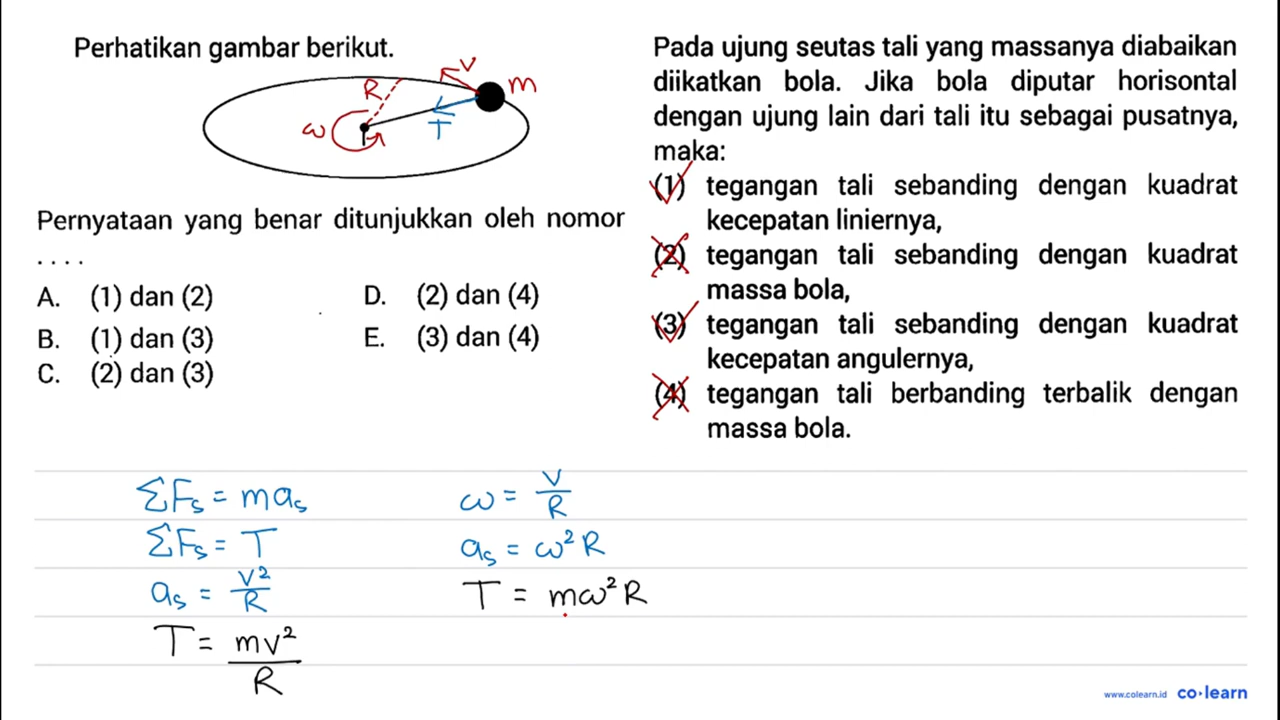 Perhatikan gambar berikut.
R
V
m
ω
T
Pernyataan yang benar ditunjukkan oleh nomor
....
A. (1) dan (2)
B. (1) dan (3)
C. (2) dan (3)
D. (2) dan (4)
E. (3) dan (4)
Pada ujung seutas tali yang massanya diabaikan
diikatkan bola. Jika bola diputar horisontal
dengan ujung lain dari tali itu sebagai pusatnya,
maka:
(1) tegangan tali sebanding dengan kuadrat
kecepatan liniernya,
(2) tegangan tali sebanding dengan kuadrat
massa bola,
(3) tegangan tali sebanding dengan kuadrat
kecepatan angulernya,
(4) tegangan tali berbanding terbalik dengan
massa bola.
ΣFs = mas
ΣFs = T
as = V²/R
T = mv²/R
ω = V/R
as = ω²R
T = mω²R
www.colearn.id co·learn